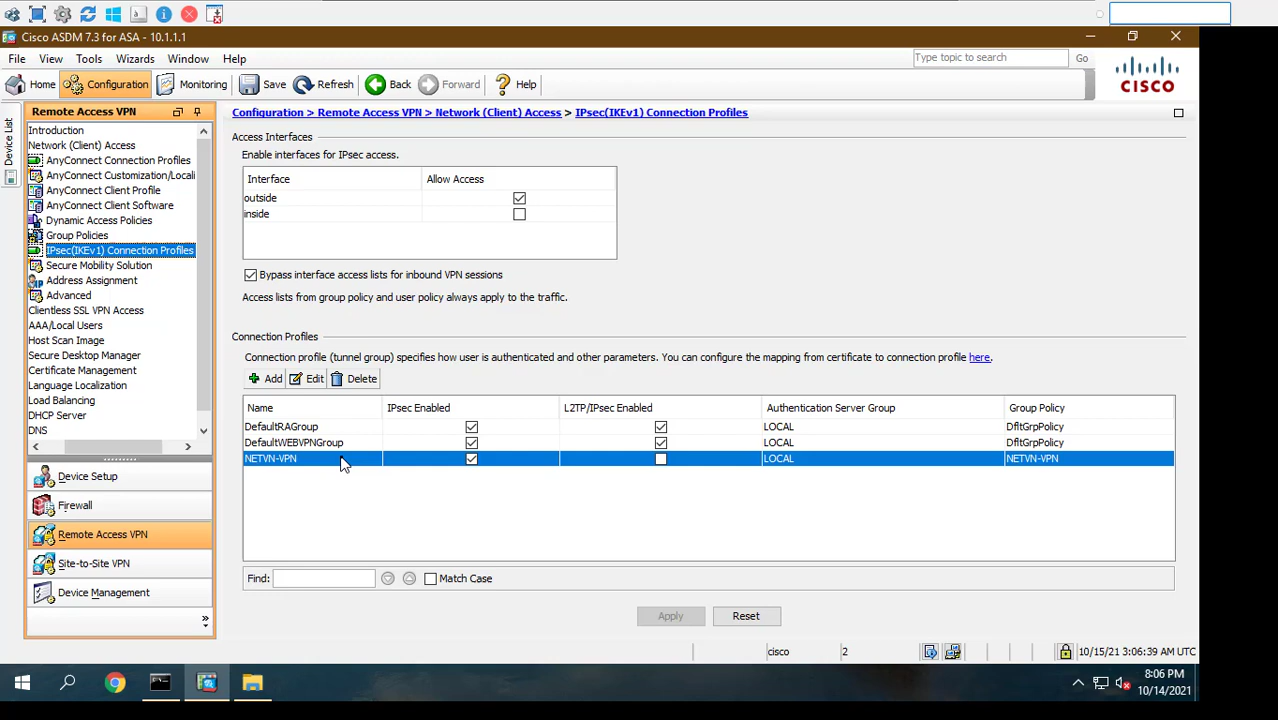 Cisco ASDM 7.3 for ASA - 10.1.1.1
File View Tools Wizards Window Help
Type topic to search Go
Home Configuration Monitoring Save Refresh Back Forward Help
CISCO
Device List
Remote Access VPN
Introduction
Network (Client) Access
AnyConnect Connection Profiles
AnyConnect Customization/Locali
AnyConnect Client Profile
AnyConnect Client Software
Dynamic Access Policies
Group Policies
IPsec(IKEv1) Connection Profiles
Secure Mobility Solution
Address Assignment
Advanced
Clientless SSL VPN Access
AAA/Local Users
Host Scan Image
Secure Desktop Manager
Certificate Management
Language Localization
Load Balancing
DHCP Server
DNS
Device Setup
Firewall
Remote Access VPN
Site-to-Site VPN
Device Management
Configuration > Remote Access VPN > Network (Client) Access > IPsec(IKEv1) Connection Profiles
Access Interfaces
Enable interfaces for IPsec access.
Interface Allow Access
outside
inside
Bypass interface access lists for inbound VPN sessions
Access lists from group policy and user policy always apply to the traffic.
Connection Profiles
Connection profile (tunnel group) specifies how user is authenticated and other parameters. You can configure the mapping from certificate to connection profile here.
Add Edit Delete
Name IPsec Enabled L2TP/IPsec Enabled Authentication Server Group Group Policy
DefaultRAGroup LOCAL DfltGrpPolicy
DefaultWEBVPNGroup LOCAL DfltGrpPolicy
NETVN-VPN LOCAL NETVN-VPN
Find: Match Case
Apply Reset
cisco 2 10/15/21 3:06:39 AM UTC
8:06 PM
10/14/2021